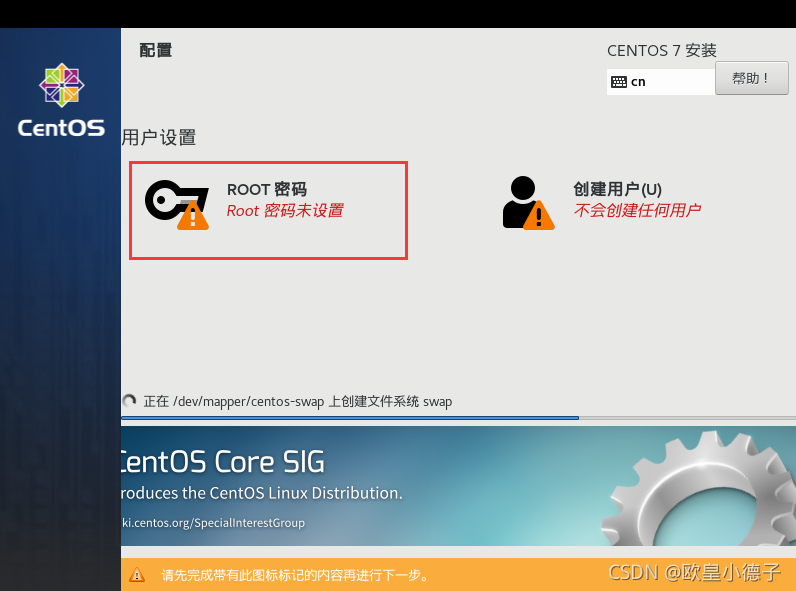 配置
CENTOS 7 安装
cn
帮助！
CentOS
用户设置
ROOT 密码
Root 密码未设置
创建用户(U)
不会创建任何用户
正在 /dev/mapper/centos-swap 上创建文件系统 swap
CentOS Core SIG
roduces the CentOS Linux Distribution.
ki.centos.org/SpecialInterestGroup
请先完成带有此图标标记的内容再进行下一步。
CSDN @欧皇小德子